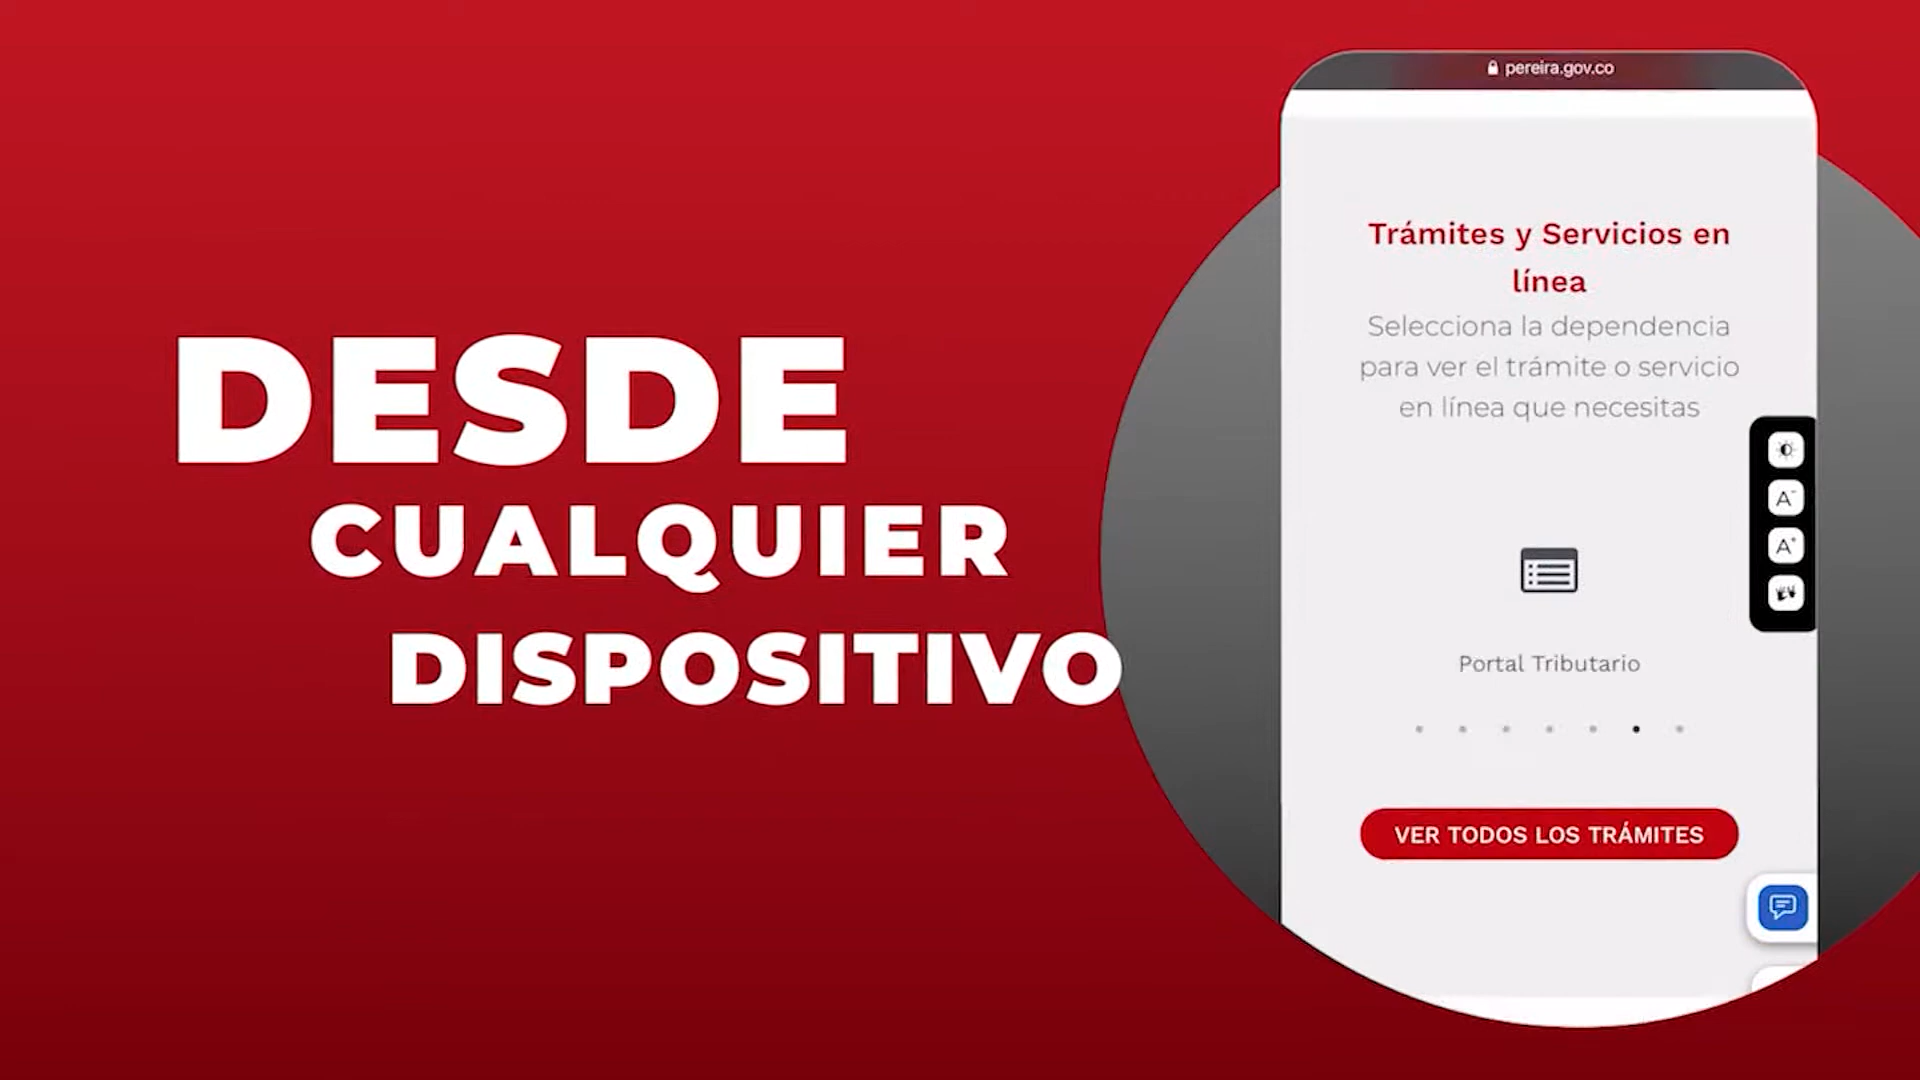 DESDE
CUALQUIER
DISPOSITIVO
pereira.gov.co
Trámites y Servicios en
línea
Selecciona la dependencia
para ver el trámite o servicio
en línea que necesitas
A-
A+
Portal Tributario
VER TODOS LOS TRÁMITES